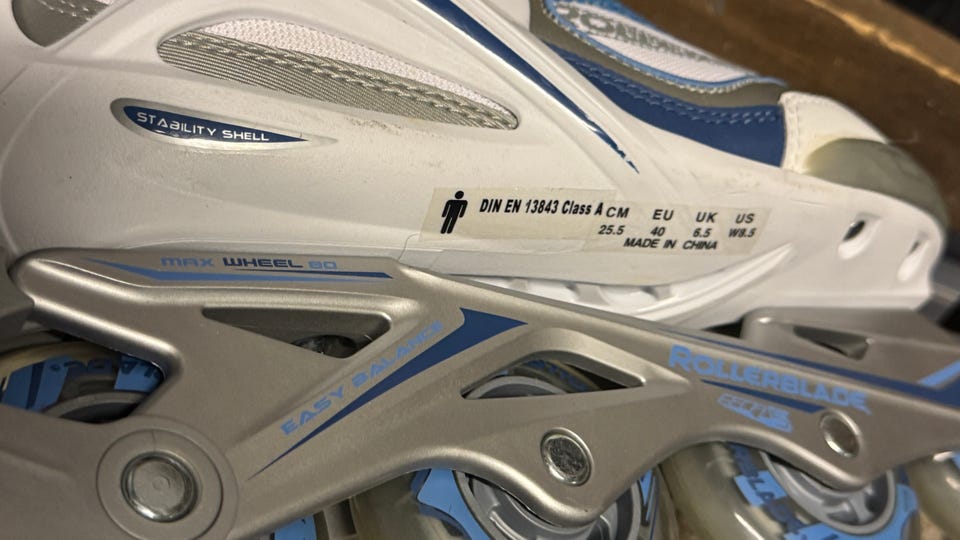 STABILITY SHELL
DIN EN 13843 Class A
CM EU UK US
25.5 40 6.5 W8.5
MADE IN CHINA
MAX WHEEL 80
EASY BALANCE
ROLLERBLADE